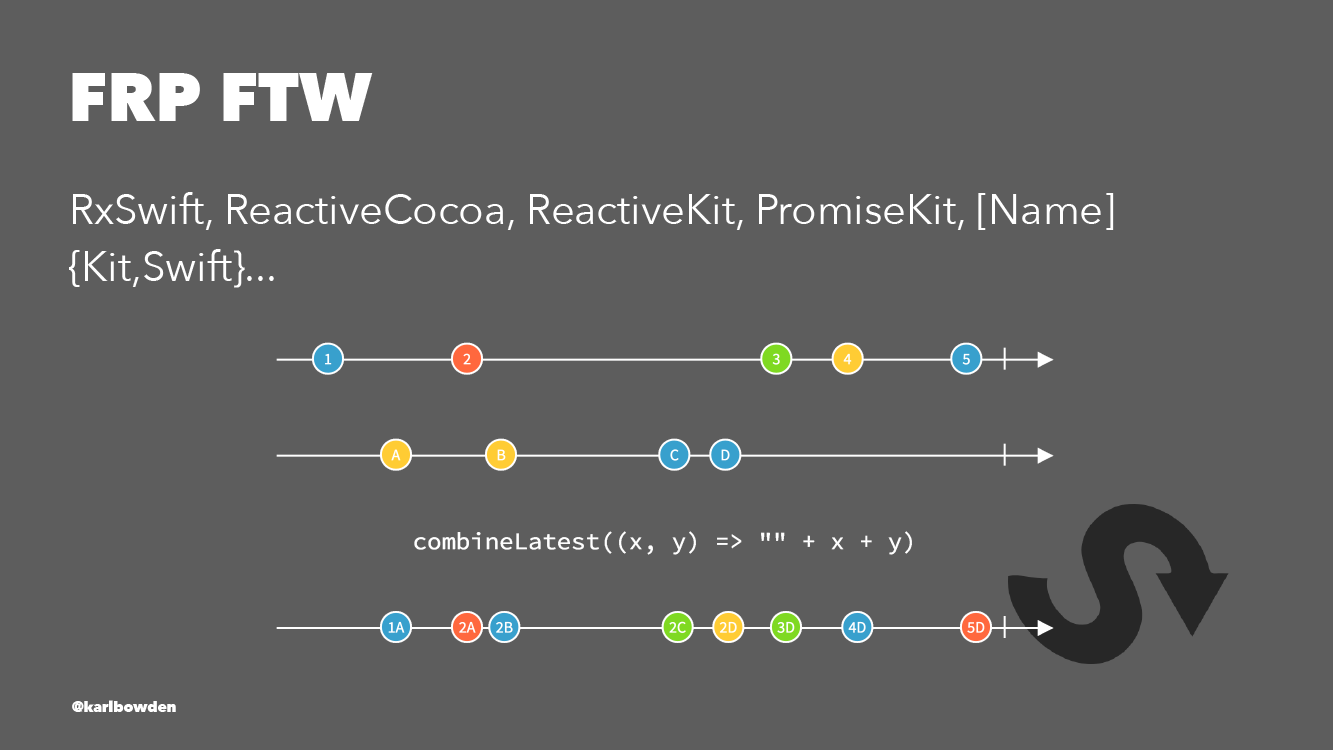 FRP FTW
RxSwift, ReactiveCocoa, ReactiveKit, PromiseKit, [Name]
{Kit,Swift}...
1 2 3 4 5
A B C D
combineLatest((x, y) => "" + x + y)
1A 2A 2B 2C 2D 3D 4D 5D
@karlbowden